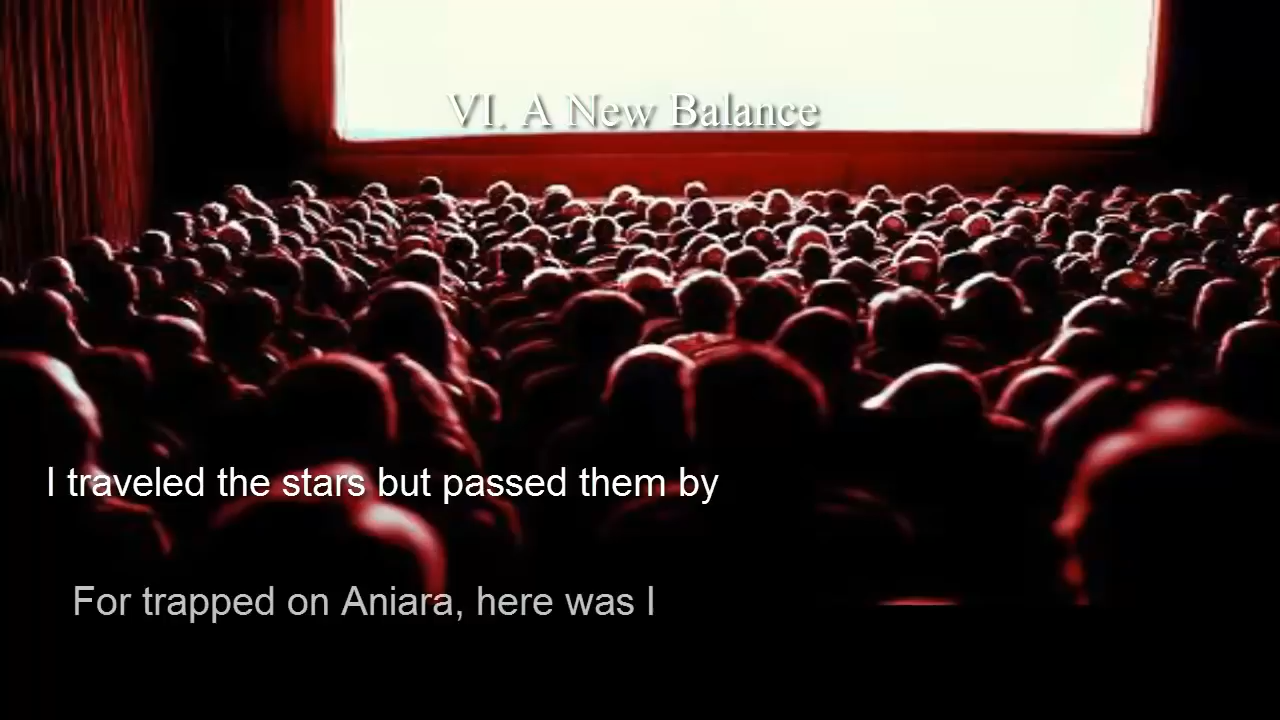 VI. A New Balance
I traveled the stars but passed them by
For trapped on Aniara, here was I